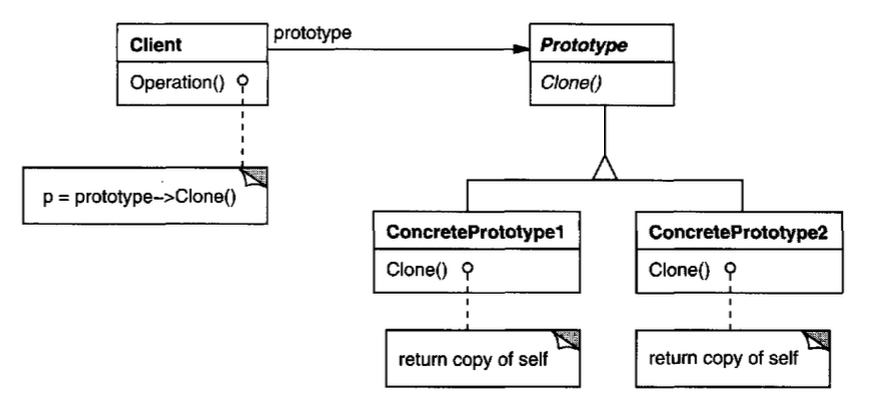 Client
prototype
Prototype
Operation()
Clone()
p = prototype–>Clone()
ConcretePrototype1
ConcretePrototype2
Clone()
Clone()
return copy of self
return copy of self